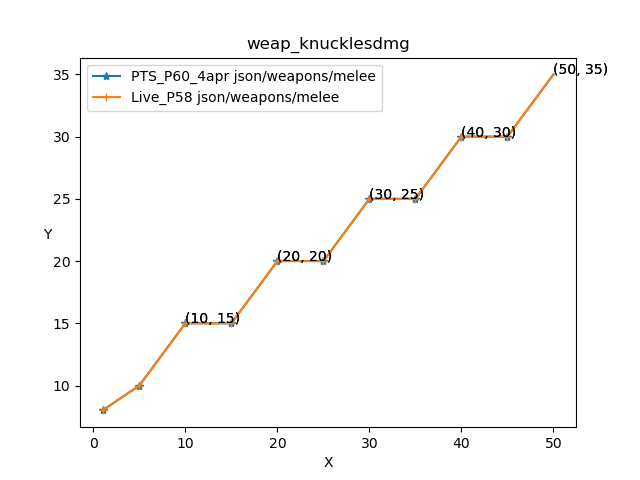 weap_knucklesdmg
PTS_P60_4apr json/weapons/melee
Live_P58 json/weapons/melee
(50, 35)
(40, 30)
(30, 25)
(20, 20)
(10, 15)
35
30
25
20
15
10
Y
0 10 20 30 40 50
X